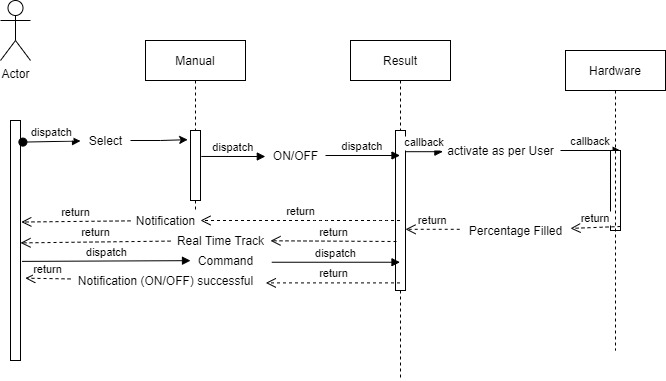 Actor
Manual
Result
Hardware
dispatch
Select
dispatch
ON/OFF
dispatch
callback
activate as per User
callback
return
Notification
return
return
Percentage Filled
return
return
Real Time Track
return
dispatch
Command
dispatch
return
Notification (ON/OFF) successful
return